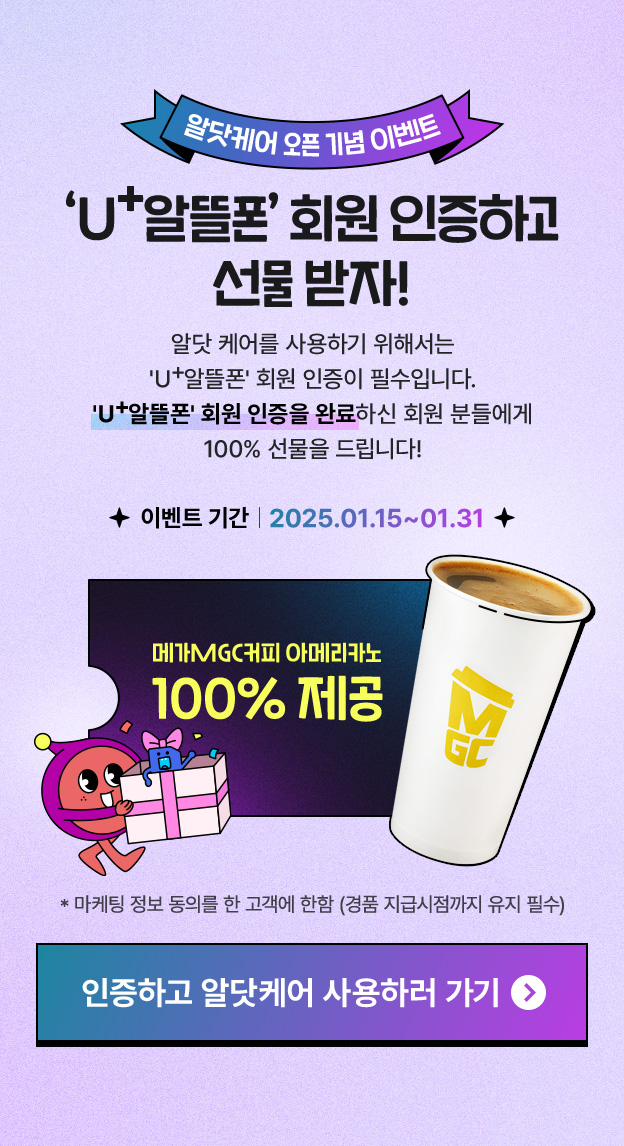 알닷케어 오픈 기념 이벤트
‘U⁺알뜰폰’ 회원 인증하고
선물 받자!
알닷 케어를 사용하기 위해서는
'U⁺알뜰폰' 회원 인증이 필수입니다.
'U⁺알뜰폰' 회원 인증을 완료하신 회원 분들에게
100% 선물을 드립니다!
이벤트 기간 | 2025.01.15~01.31
메가MGC커피 아메리카노
100% 제공
M
GC
* 마케팅 정보 동의를 한 고객에 한함 (경품 지급시점까지 유지 필수)
인증하고 알닷케어 사용하러 가기